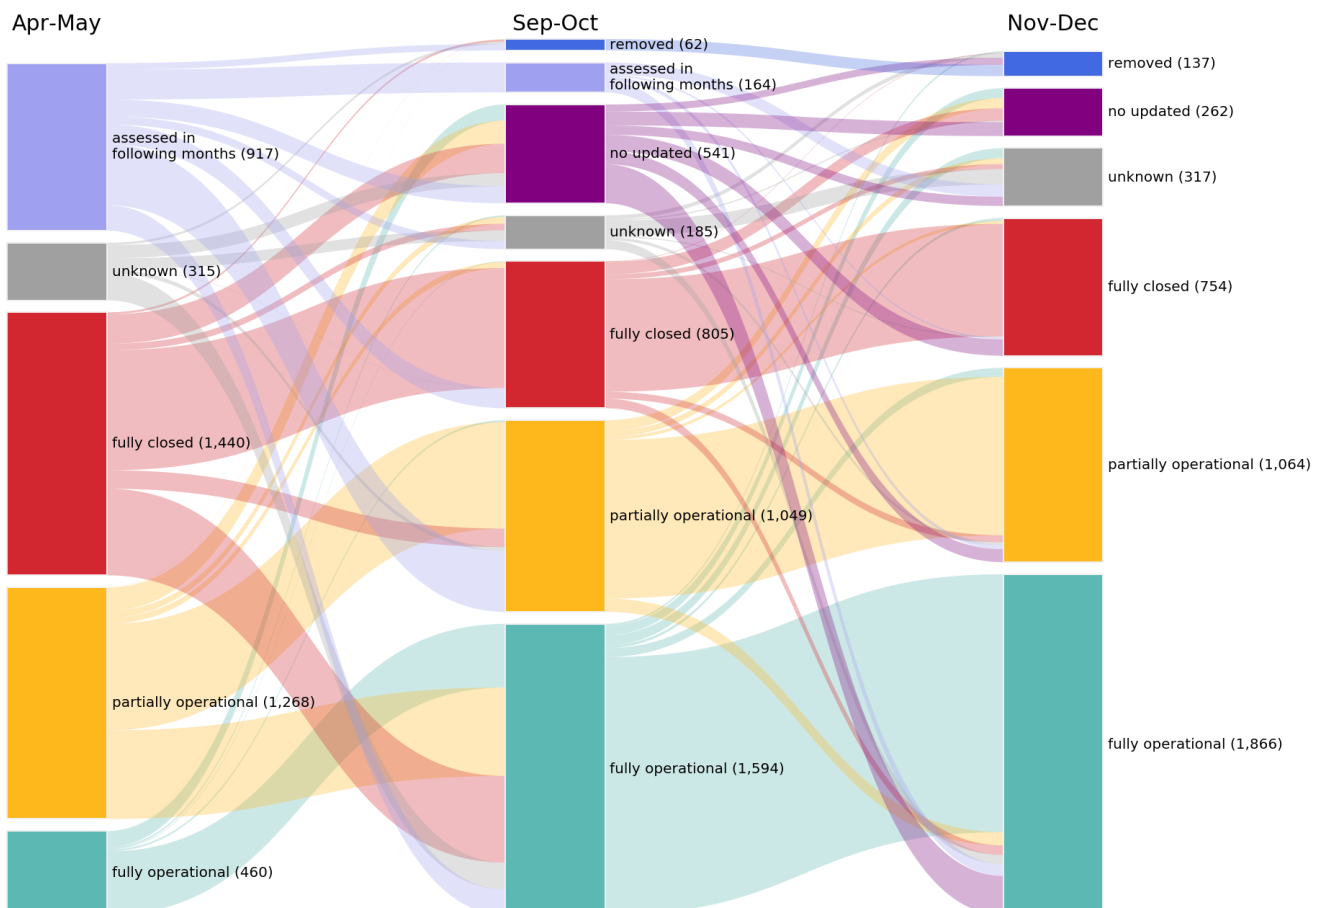 Apr-May
Sep-Oct
Nov-Dec
assessed in
following months (917)
unknown (315)
fully closed (1,440)
partially operational (1,268)
fully operational (460)
removed (62)
assessed in
following months (164)
no updated (541)
unknown (185)
fully closed (805)
partially operational (1,049)
fully operational (1,594)
removed (137)
no updated (262)
unknown (317)
fully closed (754)
partially operational (1,064)
fully operational (1,866)